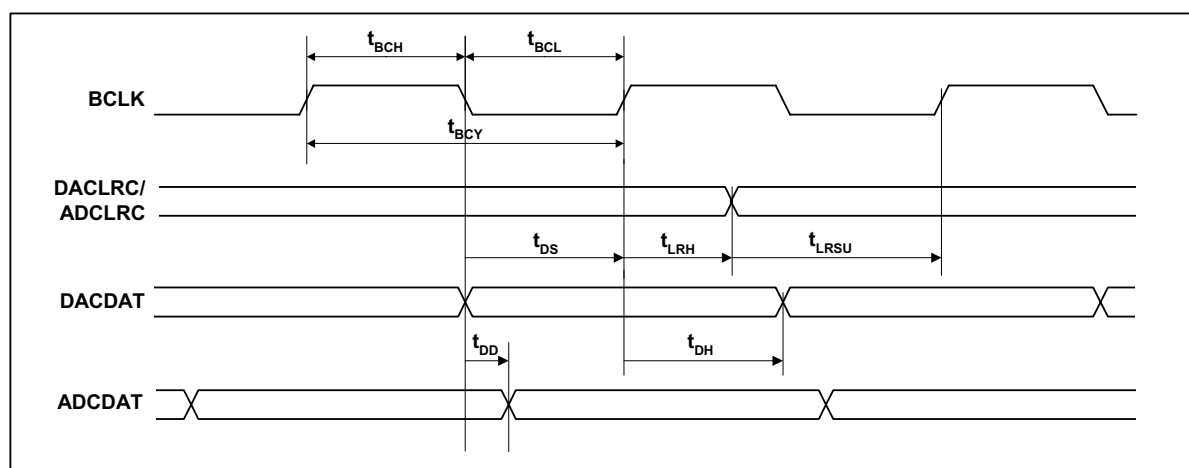 tBCH
tBCL
BCLK
tBCY
DACLRC/
ADCLRC
tDS
tLRH
tLRSU
DACDAT
tDD
tDH
ADCDAT